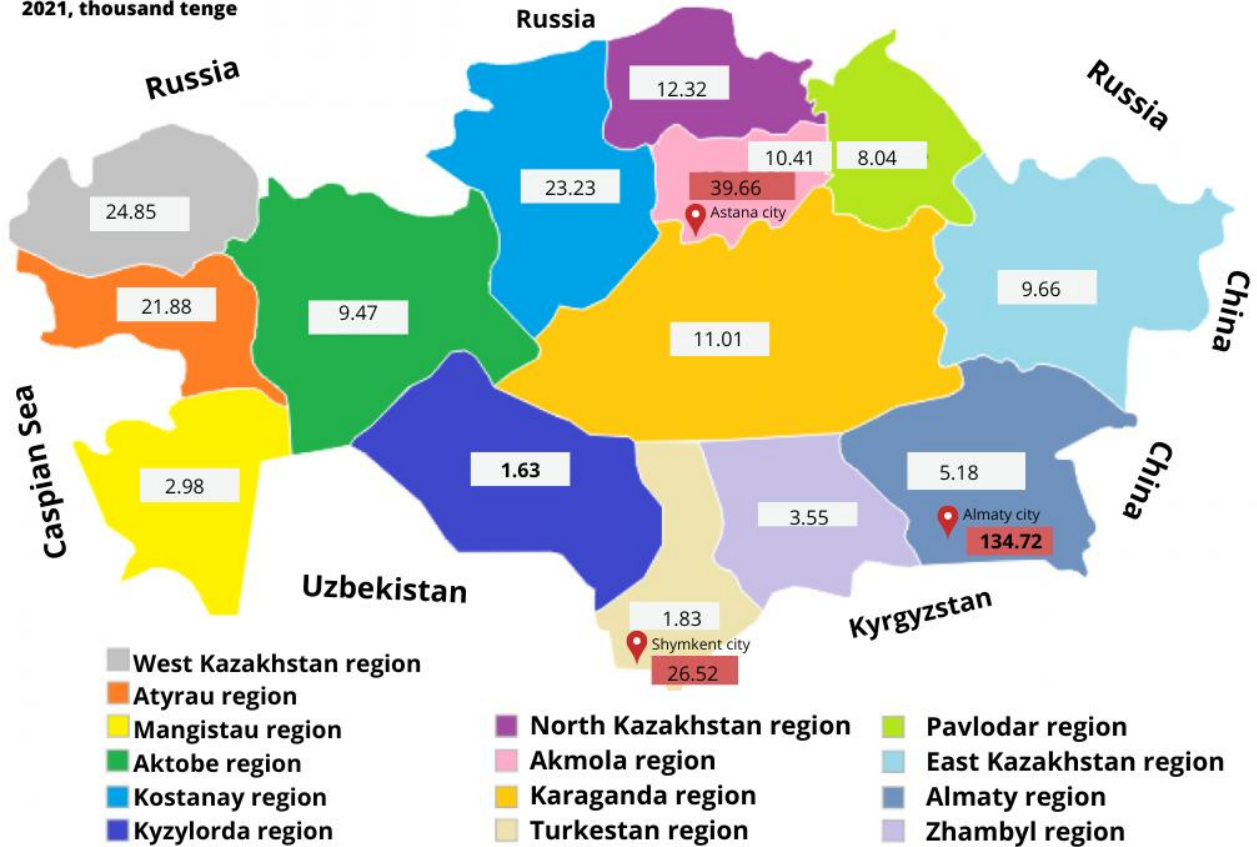 2021, thousand tenge
Russia
Russia
Russia
12.32
10.41
8.04
23.23
39.66
Astana city
24.85
21.88
9.47
11.01
9.66
China
Caspian Sea
2.98
1.63
3.55
5.18
Almaty city
134.72
China
Uzbekistan
Kyrgyzstan
1.83
Shymkent city
26.52
West Kazakhstan region
Atyrau region
Mangistau region
Aktobe region
Kostanay region
Kyzylorda region
North Kazakhstan region
Akmola region
Karaganda region
Turkestan region
Pavlodar region
East Kazakhstan region
Almaty region
Zhambyl region